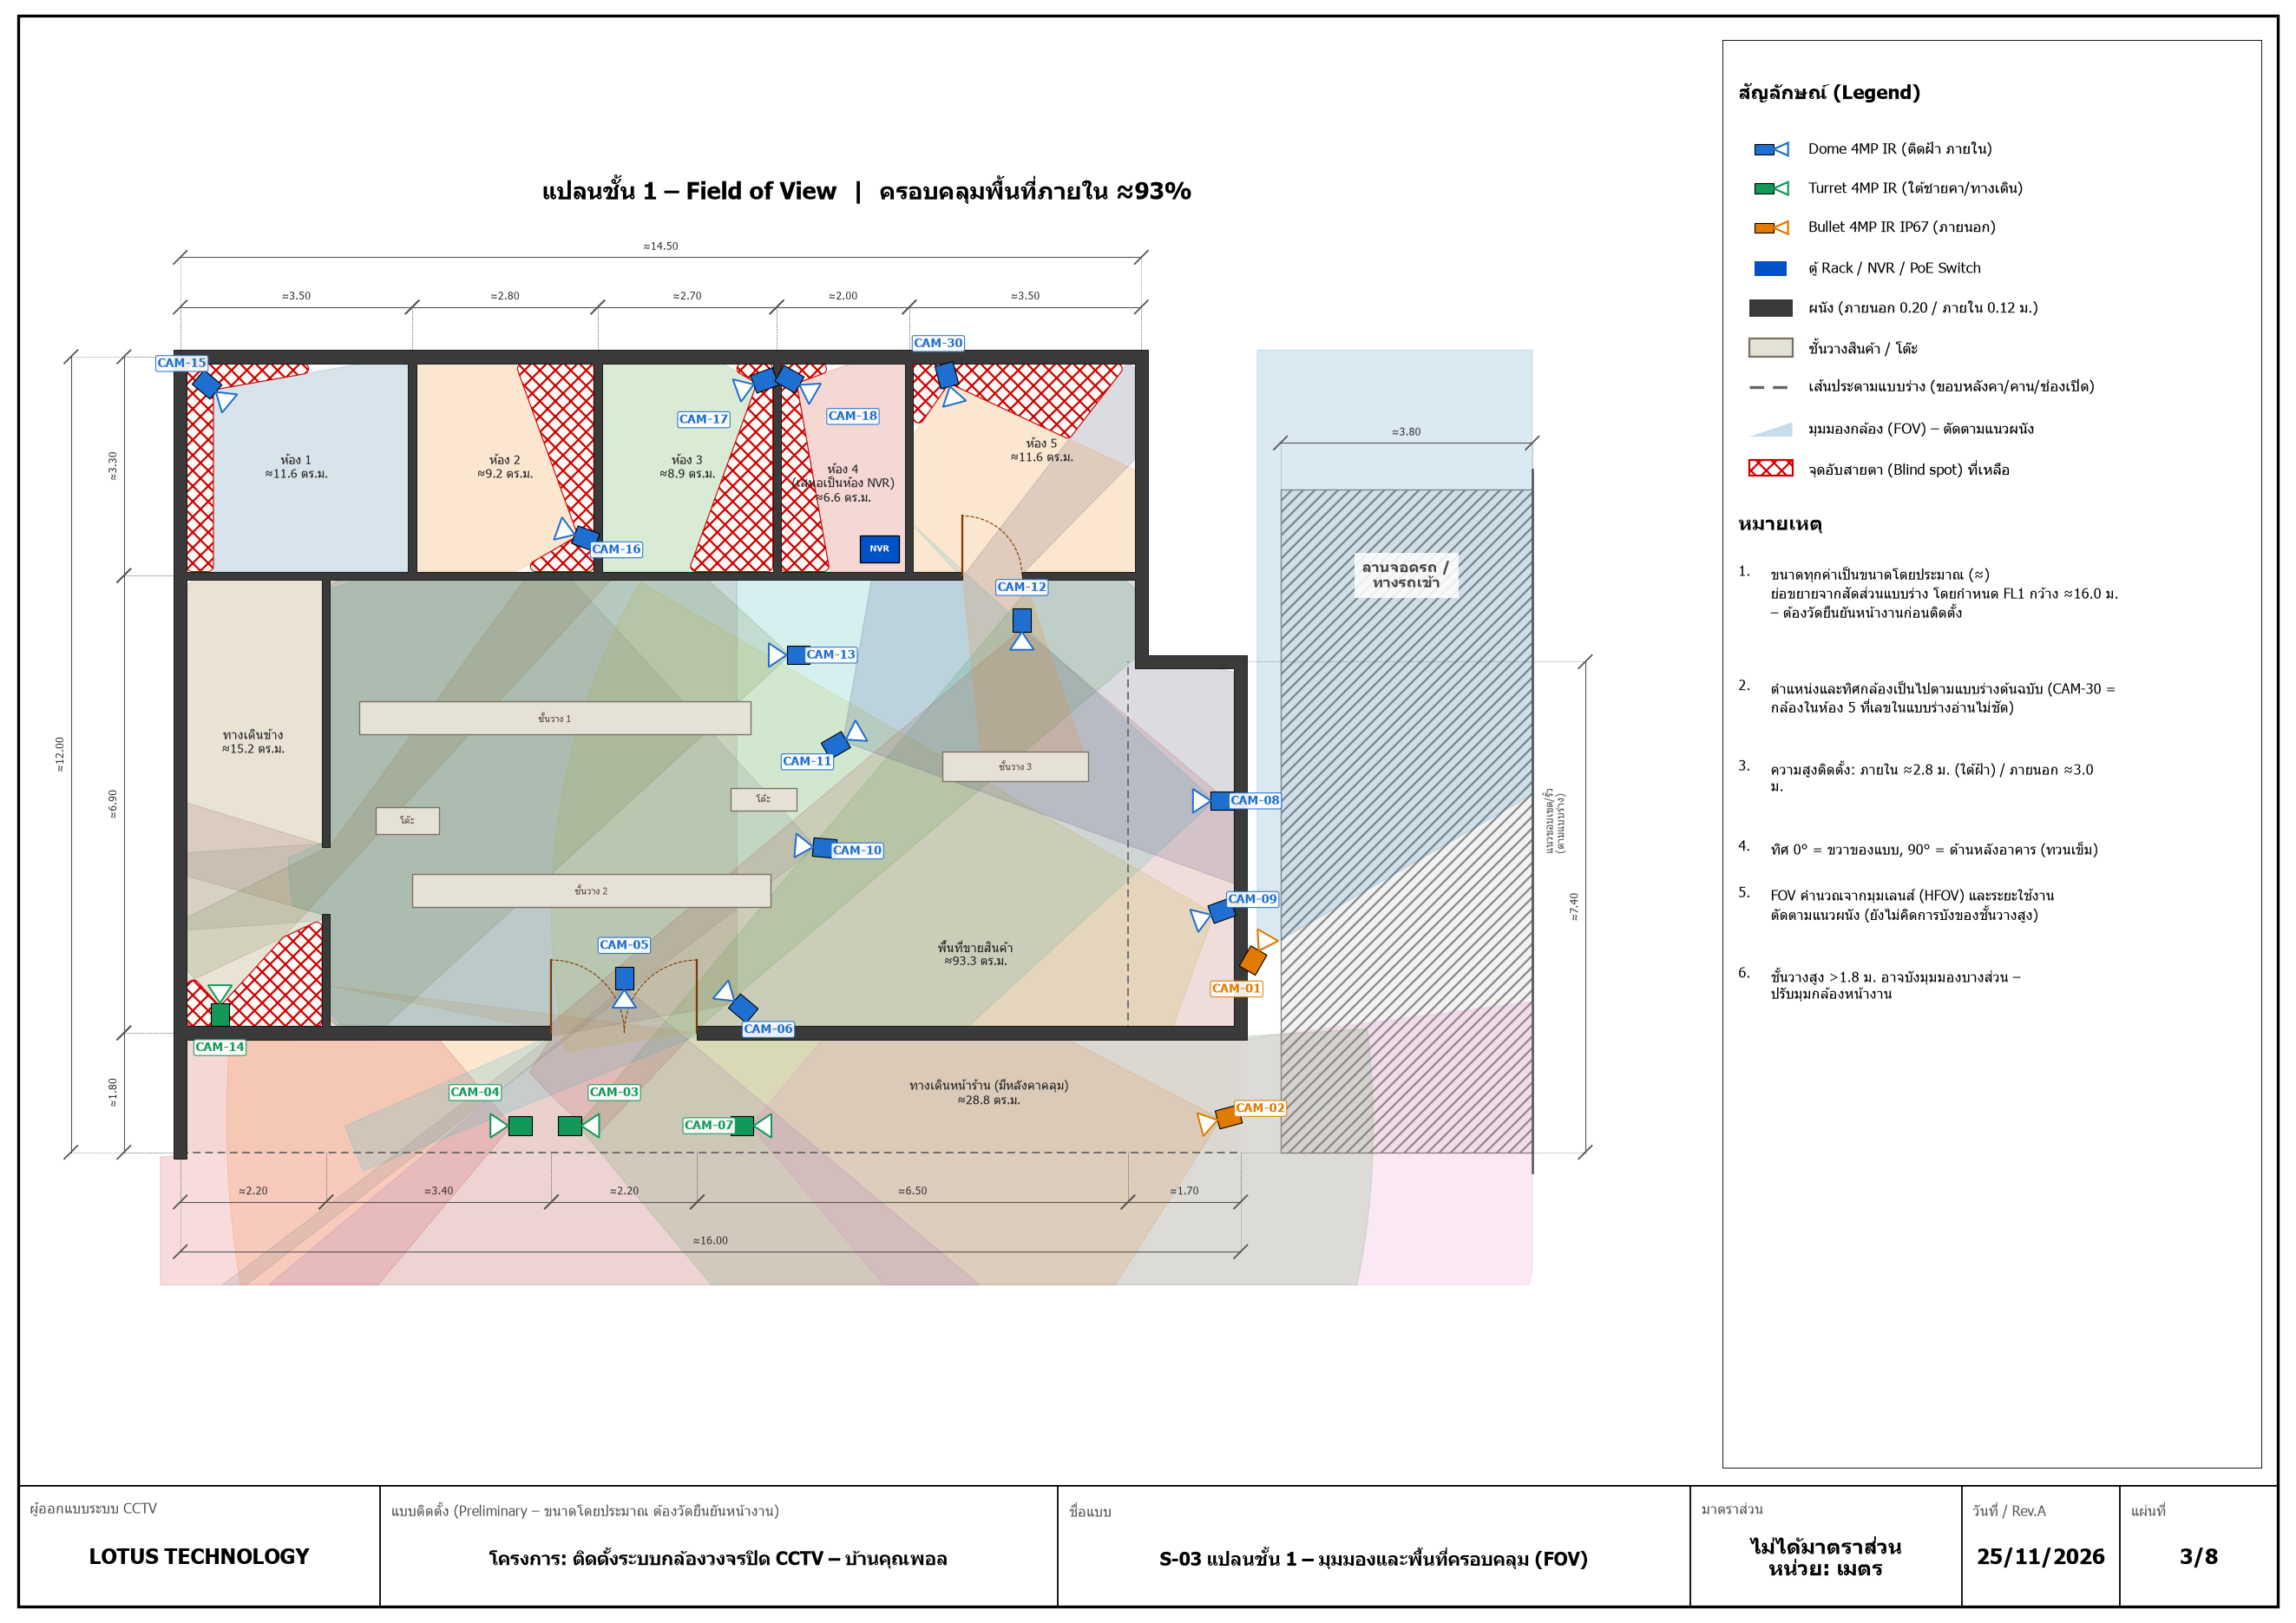 แปลนชั้น 1 – Field of View | ครอบคลุมพื้นที่ภายใน ≈93%
≈14.50
≈3.50
≈2.80
≈2.70
≈2.00
≈3.50
CAM-15
CAM-30
CAM-17
CAM-18
ห้อง 1
≈11.6 ตร.ม.
ห้อง 2
≈9.2 ตร.ม.
ห้อง 3
≈8.9 ตร.ม.
ห้อง 4
(เสนอเป็นห้อง NVR)
≈6.6 ตร.ม.
ห้อง 5
≈11.6 ตร.ม.
≈3.80
≈3.30
CAM-16
NVR
CAM-12
ลานจอดรถ /
ทางรถเข้า
CAM-13
ชั้นวาง 1
ทางเดินข้าง
≈15.2 ตร.ม.
CAM-11
ชั้นวาง 3
≈12.00
≈6.90
โต๊ะ
โต๊ะ
CAM-08
CAM-10
แนวขอบเขต/รั้ว
(ตามแบบร่าง)
≈7.40
ชั้นวาง 2
CAM-09
CAM-05
พื้นที่ขายสินค้า
≈93.3 ตร.ม.
CAM-01
CAM-06
CAM-14
≈1.80
CAM-04
CAM-03
ทางเดินหน้าร้าน (มีหลังคาคลุม)
≈28.8 ตร.ม.
CAM-07
CAM-02
≈2.20
≈3.40
≈2.20
≈6.50
≈1.70
≈16.00
สัญลักษณ์ (Legend)
Dome 4MP IR (ติดฝ้า ภายใน)
Turret 4MP IR (ใต้ชายคา/ทางเดิน)
Bullet 4MP IR IP67 (ภายนอก)
ตู้ Rack / NVR / PoE Switch
ผนัง (ภายนอก 0.20 / ภายใน 0.12 ม.)
ชั้นวางสินค้า / โต๊ะ
เส้นประตามแบบร่าง (ขอบหลังคา/คาน/ช่องเปิด)
มุมมองกล้อง (FOV) – ตัดตามแนวผนัง
จุดอับสายตา (Blind spot) ที่เหลือ
หมายเหตุ
1. ขนาดทุกค่าเป็นขนาดโดยประมาณ (≈)
ย่อขยายจากสัดส่วนแบบร่าง โดยกำหนด FL1 กว้าง ≈16.0 ม.
– ต้องวัดยืนยันหน้างานก่อนติดตั้ง
2. ตำแหน่งและทิศกล้องเป็นไปตามแบบร่างต้นฉบับ (CAM-30 =
กล้องในห้อง 5 ที่เลขในแบบร่างอ่านไม่ชัด)
3. ความสูงติดตั้ง: ภายใน ≈2.8 ม. (ใต้ฝ้า) / ภายนอก ≈3.0
ม.
4. ทิศ 0° = ขวาของแบบ, 90° = ด้านหลังอาคาร (ทวนเข็ม)
5. FOV คำนวณจากมุมเลนส์ (HFOV) และระยะใช้งาน
ตัดตามแนวผนัง (ยังไม่คิดการบังของชั้นวางสูง)
6. ชั้นวางสูง >1.8 ม. อาจบังมุมมองบางส่วน –
ปรับมุมกล้องหน้างาน
ผู้ออกแบบระบบ CCTV
LOTUS TECHNOLOGY
แบบติดตั้ง (Preliminary – ขนาดโดยประมาณ ต้องวัดยืนยันหน้างาน)
โครงการ: ติดตั้งระบบกล้องวงจรปิด CCTV – บ้านคุณพอล
ชื่อแบบ
S-03 แปลนชั้น 1 – มุมมองและพื้นที่ครอบคลุม (FOV)
มาตราส่วน
ไม่ได้มาตราส่วน
หน่วย: เมตร
วันที่ / Rev.A
25/11/2026
แผ่นที่
3/8